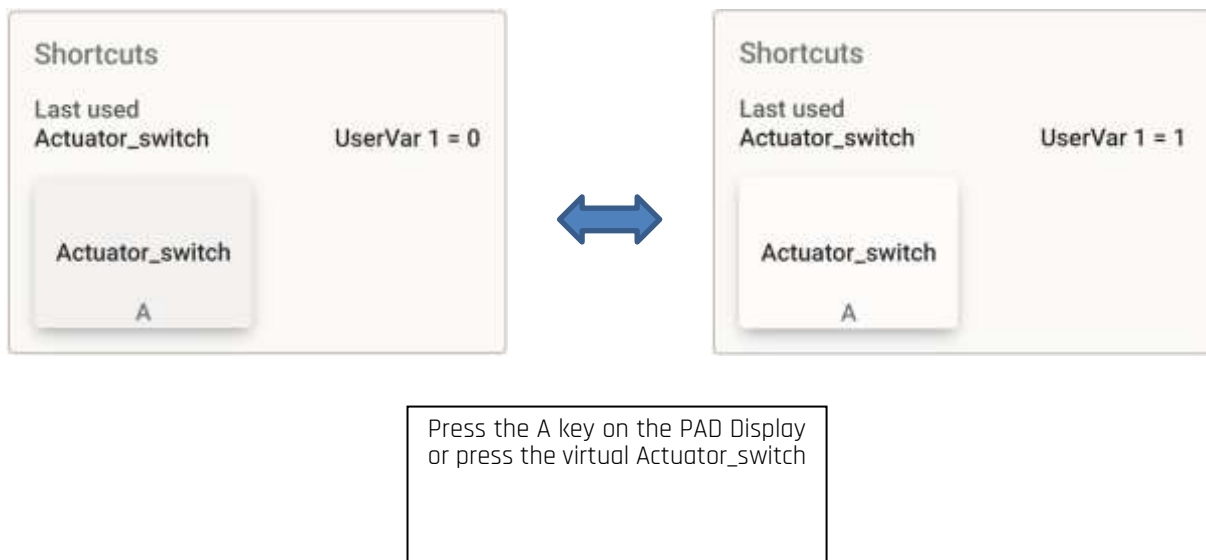 Shortcuts
Last used
Actuator_switch UserVar 1 = 0
Actuator_switch
A
Shortcuts
Last used
Actuator_switch UserVar 1 = 1
Actuator_switch
A
Press the A key on the PAD Display
or press the virtual Actuator_switch